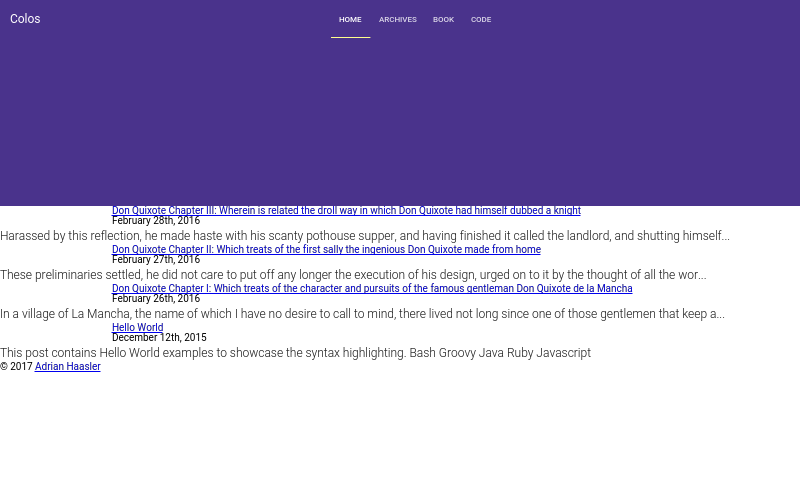 Colos
HOME ARCHIVES BOOK CODE
Don Quixote Chapter III: Wherein is related the droll way in which Don Quixote had himself dubbed a knight
February 28th, 2016
Harassed by this reflection, he made haste with his scanty pothouse supper, and having finished it called the landlord, and shutting himself...
Don Quixote Chapter II: Which treats of the first sally the ingenious Don Quixote made from home
February 27th, 2016
These preliminaries settled, he did not care to put off any longer the execution of his design, urged on to it by the thought of all the wor...
Don Quixote Chapter I: Which treats of the character and pursuits of the famous gentleman Don Quixote de la Mancha
February 26th, 2016
In a village of La Mancha, the name of which I have no desire to call to mind, there lived not long since one of those gentlemen that keep a...
Hello World
December 12th, 2015
This post contains Hello World examples to showcase the syntax highlighting. Bash Groovy Java Ruby Javascript
© 2017 Adrian Haasler